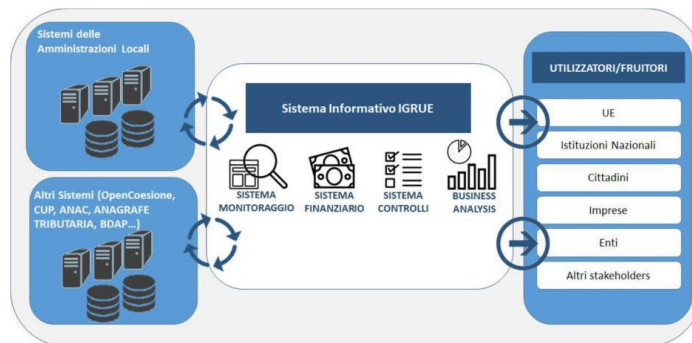 Sistemi delle
Amministrazioni Locali
Altri Sistemi (OpenCoesione,
CUP, ANAC, ANAGRAFE
TRIBUTARIA, BDAP...)
Sistema Informativo IGRUE
SISTEMA
MONITORAGGIO
SISTEMA
FINANZIARIO
SISTEMA
CONTROLLI
BUSINESS
ANALYSIS
UTILIZZATORI/FRUITORI
UE
Istituzioni Nazionali
Cittadini
Imprese
Enti
Altri stakeholders